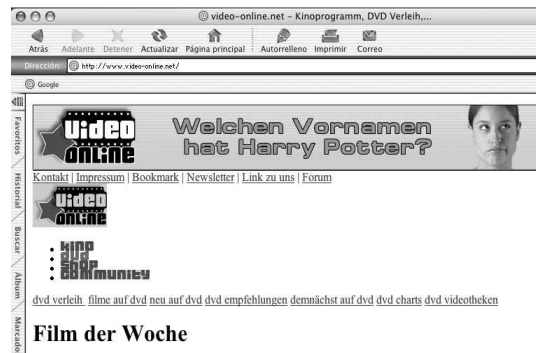 video-online.net – Kinoprogramm, DVD Verleih,...
Atrás Adelante Detener Actualizar Página principal Autorrelleno Imprimir Correo
Dirección: http://www.video-online.net/
Google
Favoritos
Historial
Buscar
Álbum
Marcado
Video Online
Welchen Vornamen
hat Harry Potter?
Kontakt | Impressum | Bookmark | Newsletter | Link zu uns | Forum
Video Online
kino
dvd
shop
community
dvd verleih filme auf dvd neu auf dvd dvd empfehlungen demnächst auf dvd dvd charts dvd videotheken
Film der Woche